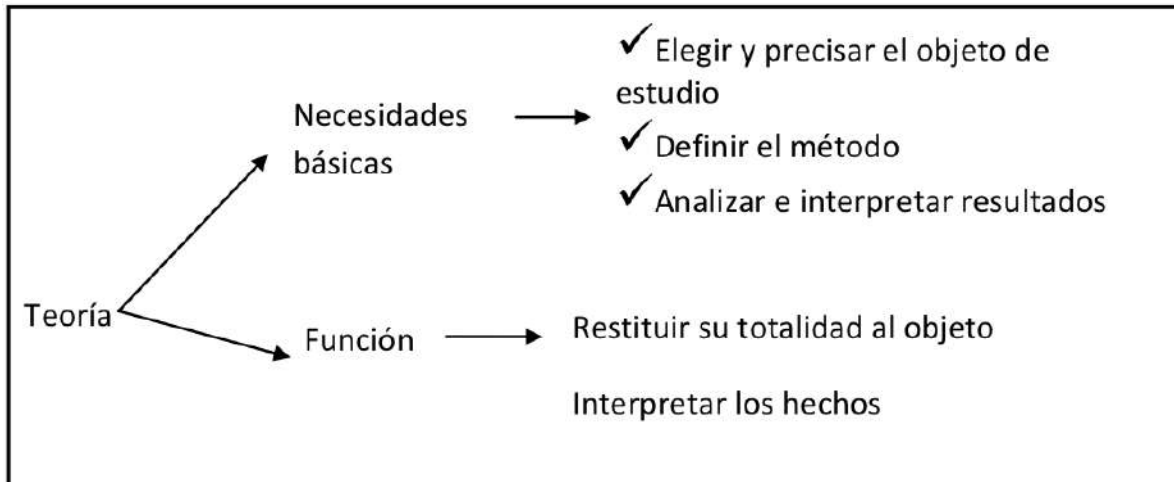 ✓Elegir y precisar el objeto de
estudio
Necesidades
básicas
✓Definir el método
✓Analizar e interpretar resultados
Teoría
Función
Restituir su totalidad al objeto
Interpretar los hechos